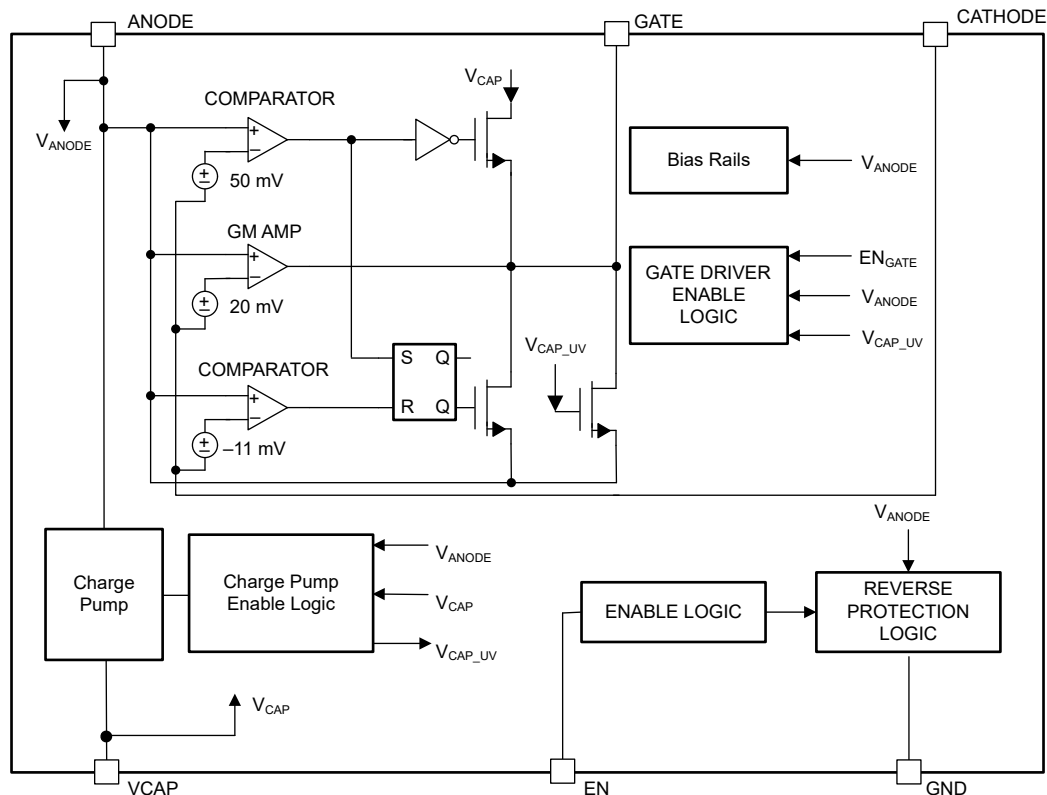 ANODE
GATE
CATHODE
VCAP
COMPARATOR
VANODE
+
−
50 mV
±
Bias Rails
VANODE
GM AMP
+
−
20 mV
±
GATE DRIVER
ENABLE
LOGIC
ENGATE
VANODE
VCAP_UV
COMPARATOR
+
−
–11 mV
±
S Q
R Q
VCAP_UV
Charge
Pump
Charge Pump
Enable Logic
VANODE
VCAP
VCAP_UV
VANODE
ENABLE LOGIC
REVERSE
PROTECTION
LOGIC
VCAP
VCAP
EN
GND